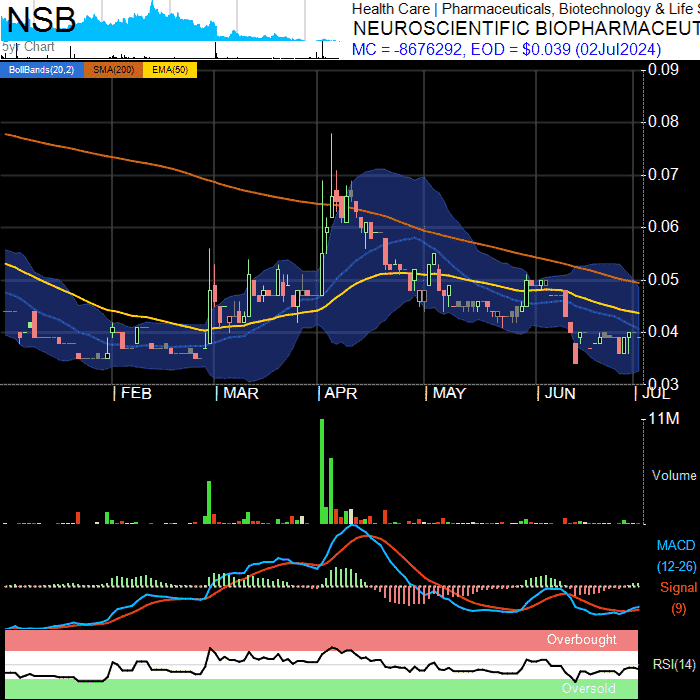 NSB
5yr Chart
Health Care | Pharmaceuticals, Biotechnology & Life S
NEUROSCIENTIFIC BIOPHARMACEUT
MC = -8676292, EOD = $0.039 (02Jul2024)
BollBands(20,2) SMA(200) EMA(50)
0.09
0.08
0.07
0.06
0.05
0.04
0.03
FEB MAR APR MAY JUN JUL
11M
Volume
MACD
(12-26)
Signal
(9)
Overbought
RSI(14)
Oversold